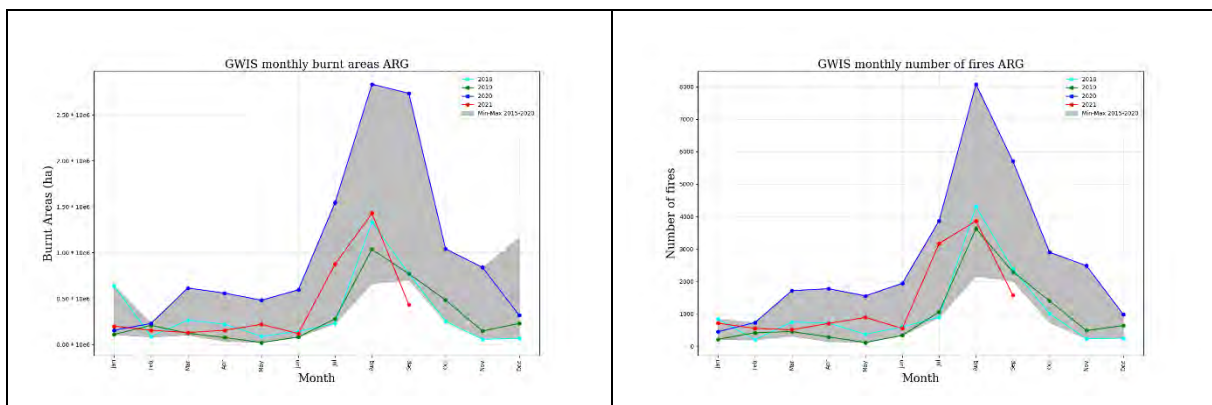 GWIS monthly burnt areas ARG
2018
2019
2020
2021
Min-Max 2015-2020
2.50 * 10e6
2.00 * 10e6
1.50 * 10e6
1.00 * 10e6
0.50 * 10e6
0.00 * 10e6
Burnt Areas (ha)
Jan
Feb
Mar
Apr
May
Jun
Jul
Aug
Sep
Oct
Nov
Dec
Month
GWIS monthly number of fires ARG
2018
2019
2020
2021
Min-Max 2015-2020
8000
7000
6000
5000
4000
3000
2000
1000
0
Number of fires
Jan
Feb
Mar
Apr
May
Jun
Jul
Aug
Sep
Oct
Nov
Dec
Month